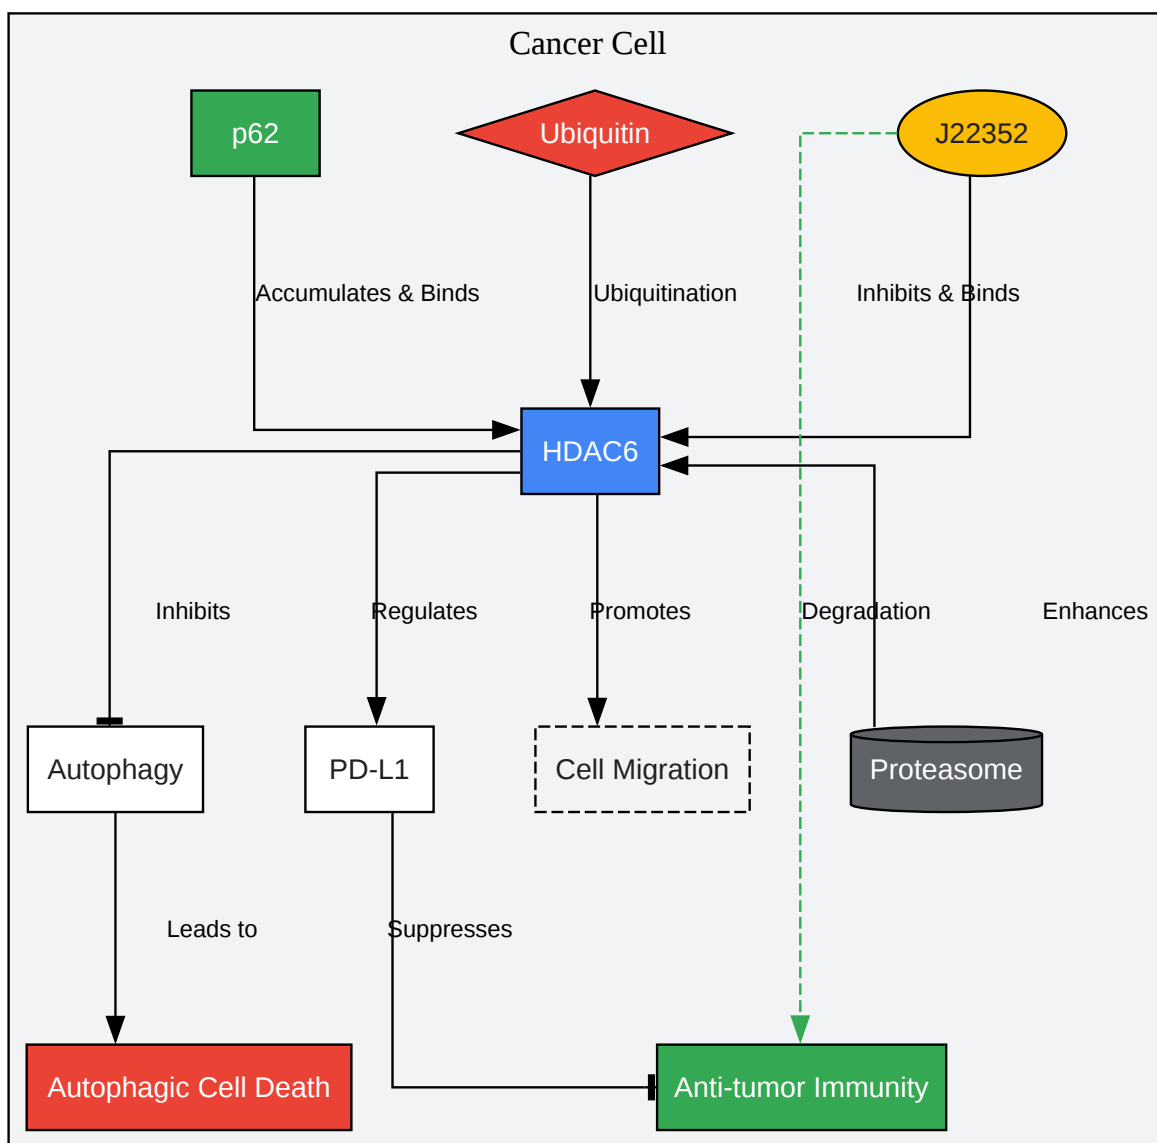 Cancer Cell
p62
Ubiquitin
J22352
Accumulates & Binds
Ubiquitination
Inhibits & Binds
HDAC6
Inhibits
Regulates
Promotes
Degradation
Enhances
Autophagy
PD-L1
Cell Migration
Proteasome
Leads to
Suppresses
Autophagic Cell Death
Anti-tumor Immunity